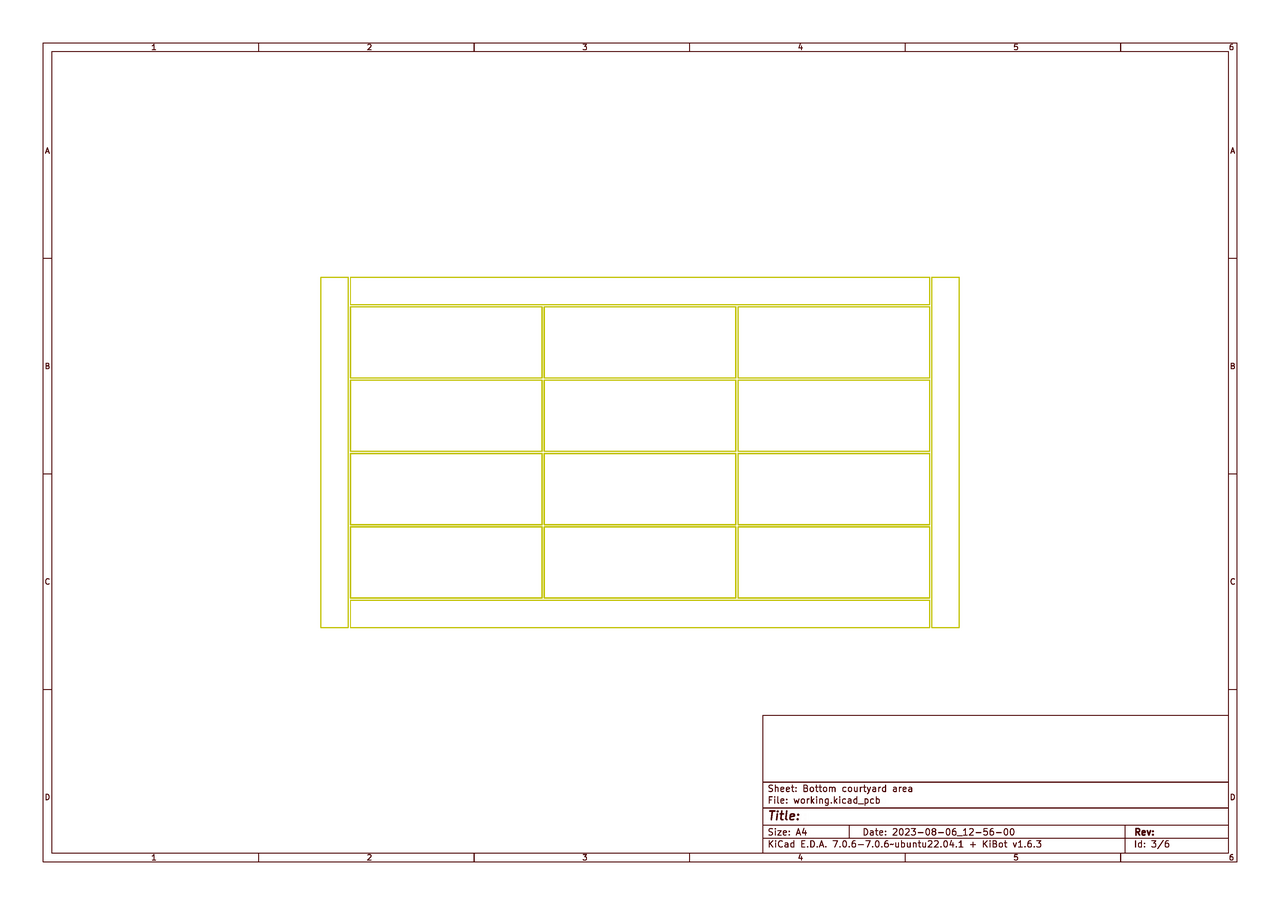 1 2 3 4 5 6
A A
B B
C C
Sheet: Bottom courtyard area
File: working.kicad_pcb
D D
Title:
Size: A4 Date: 2023-08-06_12-56-00 Rev:
KiCad E.D.A. 7.0.6-7.0.6~ubuntu22.04.1 + KiBot v1.6.3 Id: 3/6
1 2 3 4 5 6